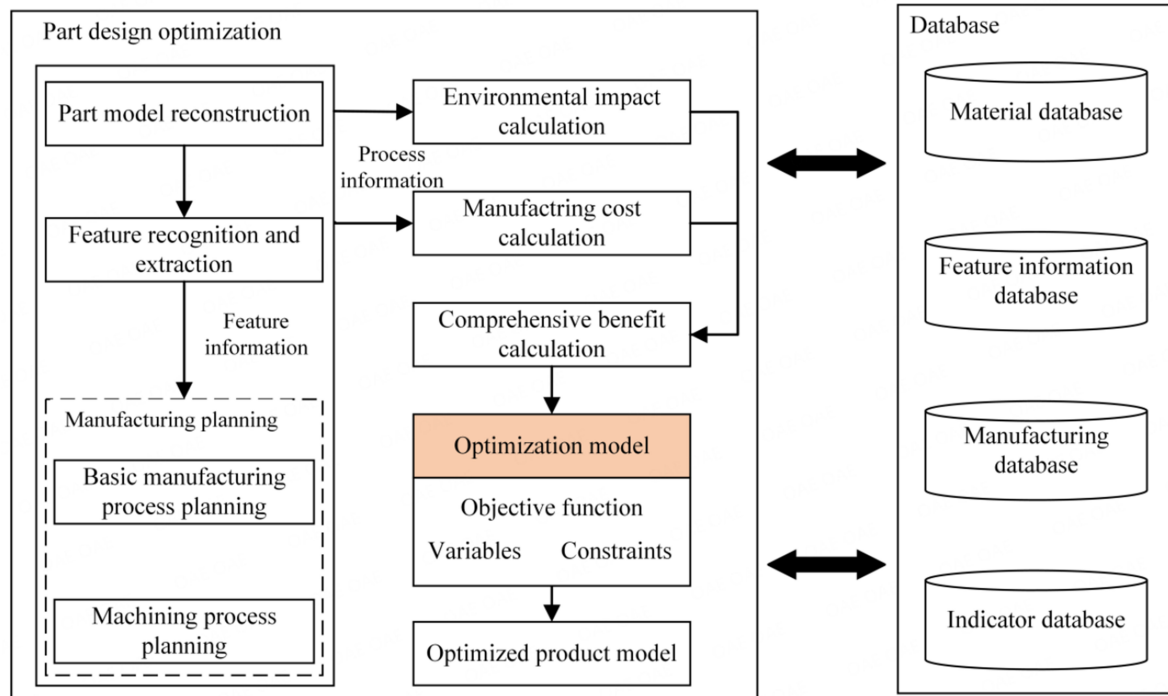 Part design optimization
Part model reconstruction
Feature recognition and
extraction
Feature
information
Manufacturing planning
Basic manufacturing
process planning
Machining process
planning
Process
information
Environmental impact
calculation
Manufactring cost
calculation
Comprehensive benefit
calculation
Optimization model
Objective function
Variables Constraints
Optimized product model
Database
Material database
Feature information
database
Manufacturing
database
Indicator database